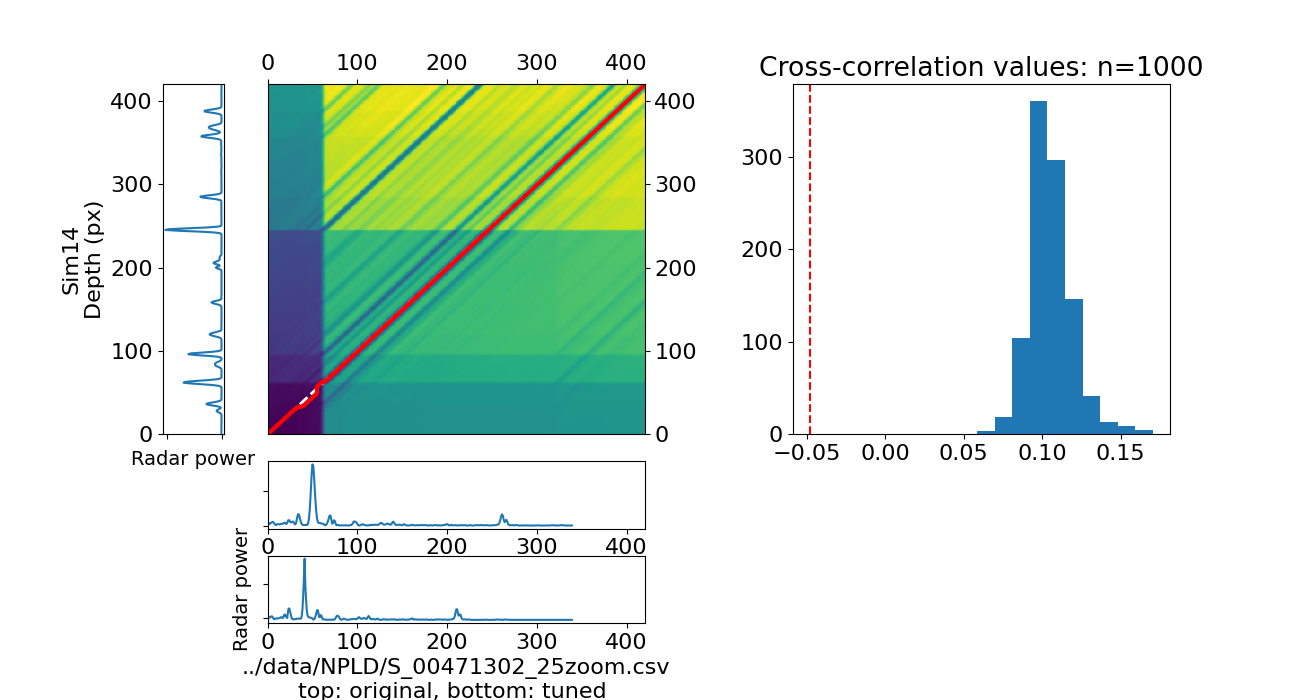 Cross-correlation values: n=1000
0 100 200 300 400
400
300
200
100
0
Sim14
Depth (px)
Radar power
400
300
200
100
0
300
200
100
0
−0.05 0.00 0.05 0.10 0.15
0 100 200 300 400
Radar power
0 100 200 300 400
../data/NPLD/S_00471302_25zoom.csv
top: original, bottom: tuned